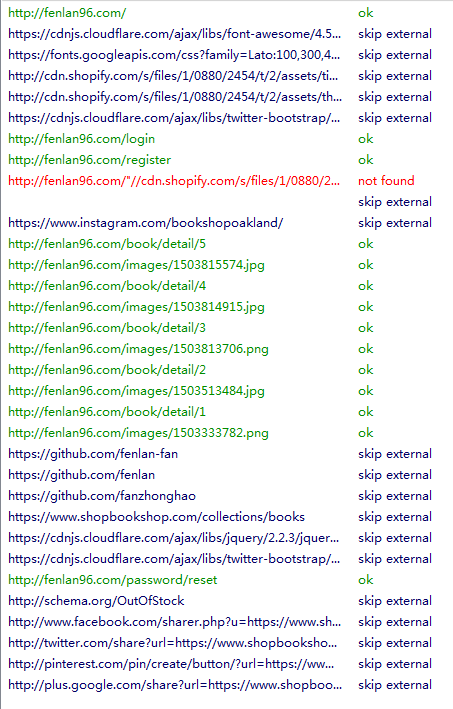 http://fenlan96.com/ ok
https://cdnjs.cloudflare.com/ajax/libs/font-awesome/4.5... skip external
https://fonts.googleapis.com/css?family=Lato:100,300,4... skip external
http://cdn.shopify.com/s/files/1/0880/2454/t/2/assets/ti... skip external
http://cdn.shopify.com/s/files/1/0880/2454/t/2/assets/th... skip external
https://cdnjs.cloudflare.com/ajax/libs/twitter-bootstrap/... skip external
http://fenlan96.com/login ok
http://fenlan96.com/register ok
http://fenlan96.com/"//cdn.shopify.com/s/files/1/0880/2... not found
skip external
https://www.instagram.com/bookshopoakland/ skip external
http://fenlan96.com/book/detail/5 ok
http://fenlan96.com/images/1503815574.jpg ok
http://fenlan96.com/book/detail/4 ok
http://fenlan96.com/images/1503814915.jpg ok
http://fenlan96.com/book/detail/3 ok
http://fenlan96.com/images/1503813706.png ok
http://fenlan96.com/book/detail/2 ok
http://fenlan96.com/images/1503513484.jpg ok
http://fenlan96.com/book/detail/1 ok
http://fenlan96.com/images/1503333782.png ok
https://github.com/fenlan-fan skip external
https://github.com/fenlan skip external
https://github.com/fanzhonghao skip external
https://www.shopbookshop.com/collections/books skip external
https://cdnjs.cloudflare.com/ajax/libs/jquery/2.2.3/jquer... skip external
https://cdnjs.cloudflare.com/ajax/libs/twitter-bootstrap/... skip external
http://fenlan96.com/password/reset ok
http://schema.org/OutOfStock skip external
http://www.facebook.com/sharer.php?u=https://www.sh... skip external
http://twitter.com/share?url=https://www.shopbooksho... skip external
http://pinterest.com/pin/create/button/?url=https://ww... skip external
http://plus.google.com/share?url=https://www.shopboo... skip external